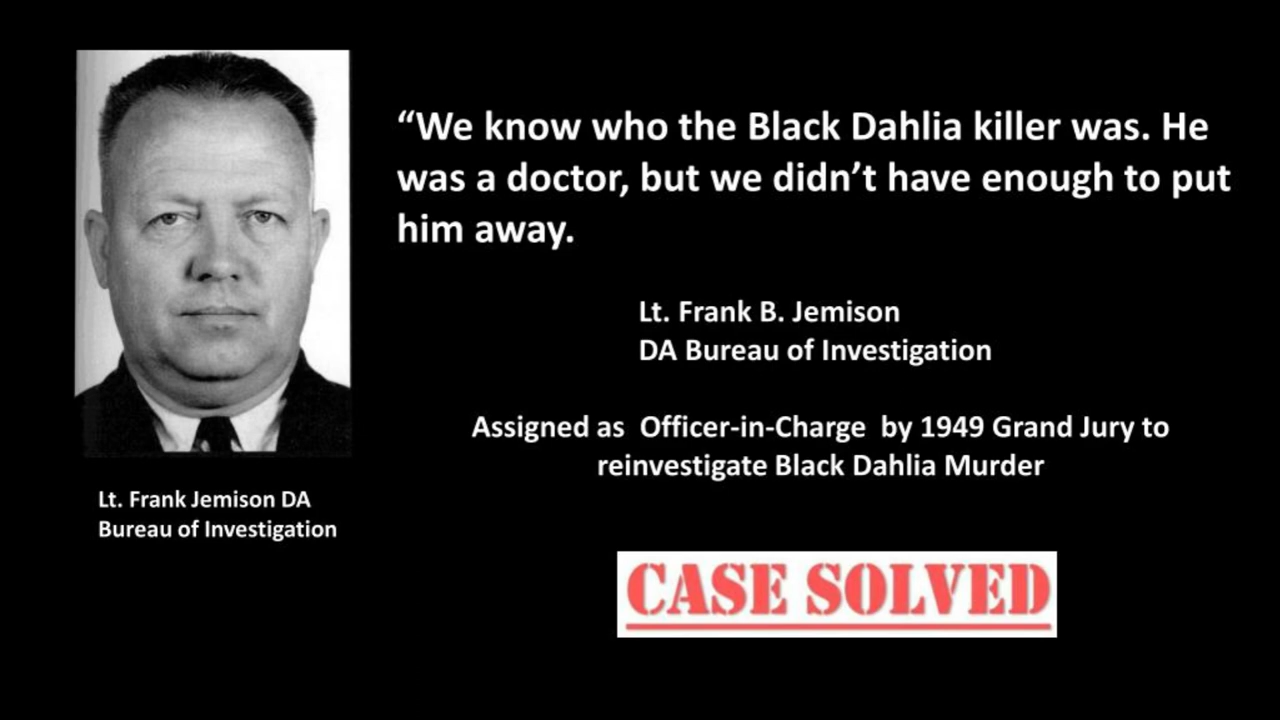 “We know who the Black Dahlia killer was. He
was a doctor, but we didn’t have enough to put
him away.
Lt. Frank B. Jemison
DA Bureau of Investigation
Assigned as  Officer-in-Charge  by 1949 Grand Jury to
reinvestigate Black Dahlia Murder
Lt. Frank Jemison DA
Bureau of Investigation
CASE SOLVED